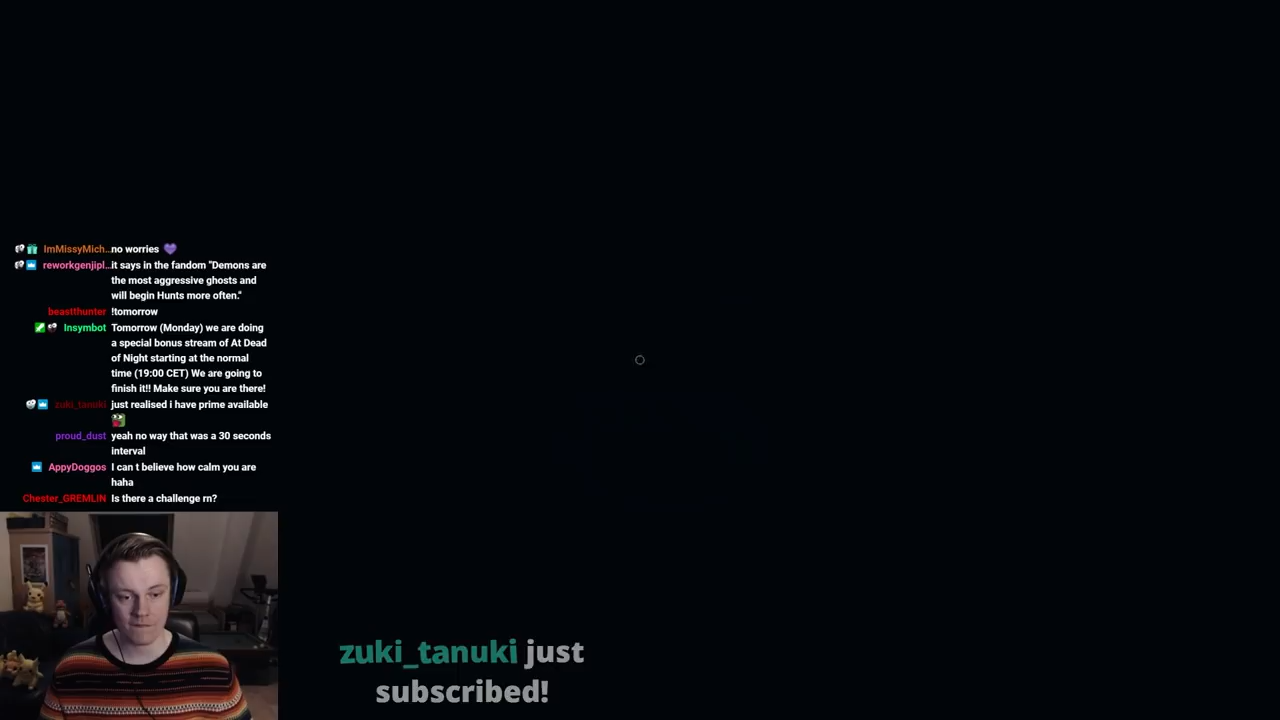 ImMissyMich... no worries
reworkgenjipl... it says in the fandom "Demons are
the most aggressive ghosts and
will begin Hunts more often."
beastthunter !tomorrow
Insymbot Tomorrow (Monday) we are doing
a special bonus stream of At Dead
of Night starting at the normal
time (19:00 CET) We are going to
finish it!! Make sure you are there!
zuki_tanuki just realised i have prime available
proud_dust yeah no way that was a 30 seconds
interval
AppyDoggos I can t believe how calm you are
haha
Chester_GREMLIN Is there a challenge rn?
zuki_tanuki just
subscribed!